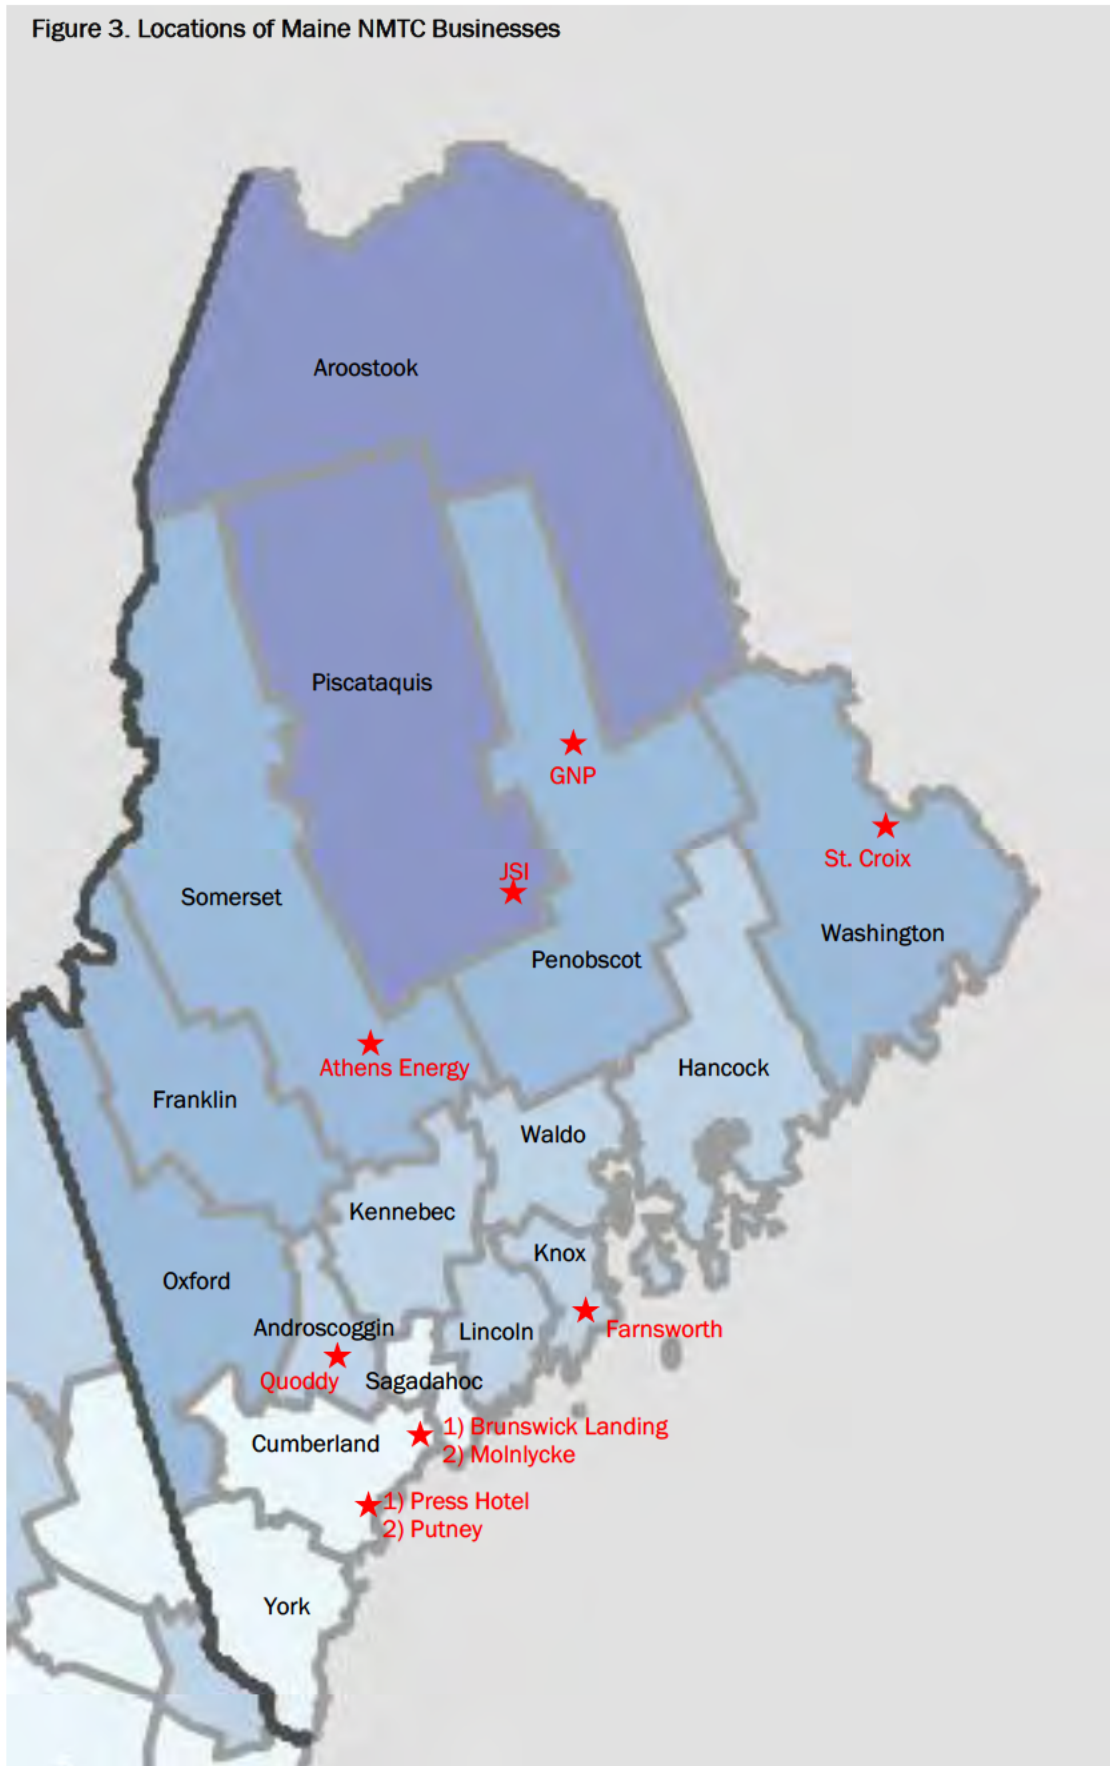 Figure 3. Locations of Maine NMTC Businesses
Aroostook
Piscataquis
GNP
St. Croix
JSI
Somerset
Washington
Penobscot
Athens Energy
Hancock
Franklin
Waldo
Kennebec
Knox
Oxford
Androscoggin
Lincoln
Farnsworth
Quoddy
Sagadahoc
1) Brunswick Landing
2) Molnlycke
Cumberland
1) Press Hotel
2) Putney
York